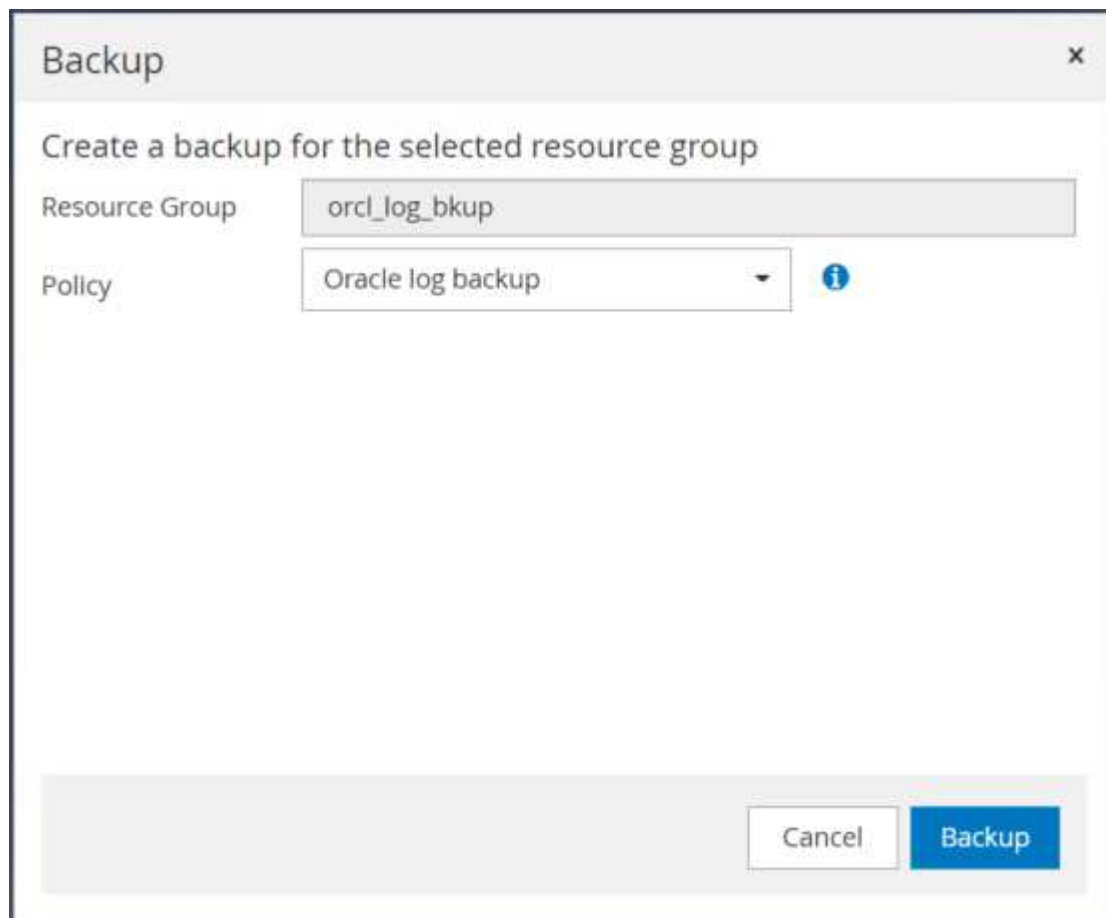 Backup
×
Create a backup for the selected resource group
Resource Group orcl_log_bkup
Policy Oracle log backup
Cancel Backup